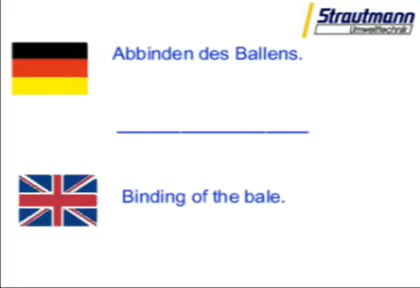 Strautmann
Umwelttechnik
Abbinden des Ballens.
Binding of the bale.